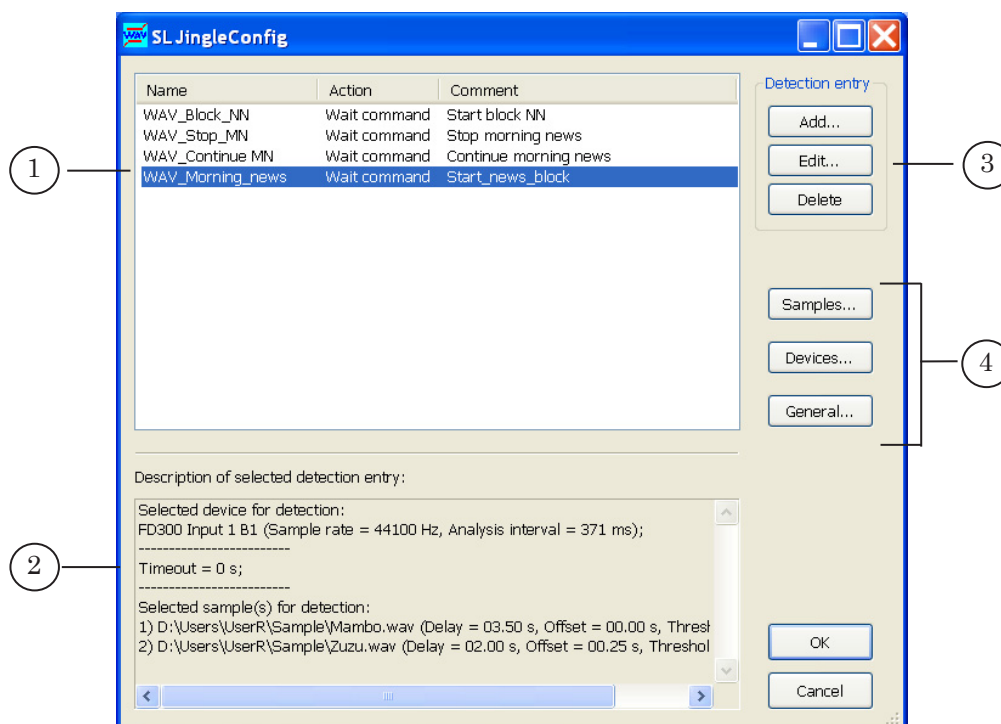 WAV SL JingleConfig
Name Action Comment
WAV_Block_NN Wait command Start block NN
WAV_Stop_MN Wait command Stop morning news
WAV_Continue MN Wait command Continue morning news
WAV_Morning_news Wait command Start_news_block
Detection entry
Add...
Edit...
Delete
Samples...
Devices...
General...
1
3
4
Description of selected detection entry:
Selected device for detection:
FD300 Input 1 B1 (Sample rate = 44100 Hz, Analysis interval = 371 ms);
-------------------------
Timeout = 0 s;
-------------------------
Selected sample(s) for detection:
1) D:\Users\UserR\Sample\Mambo.wav (Delay = 03.50 s, Offset = 00.00 s, Thresh
2) D:\Users\UserR\Sample\Zuzu.wav (Delay = 02.00 s, Offset = 00.25 s, Threshol
2
OK
Cancel